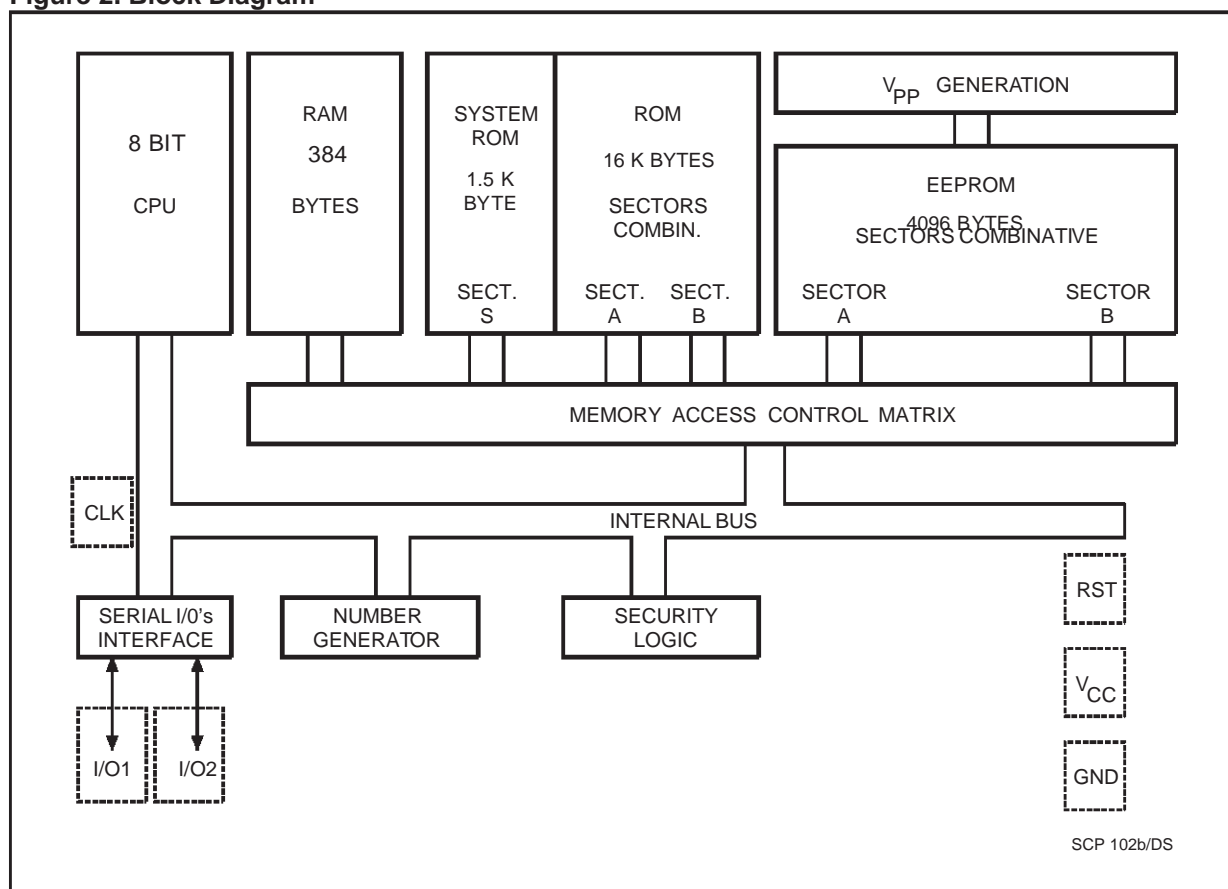 Figure 2. Block Diagram
8 BIT
CPU
RAM
384
BYTES
SYSTEM
ROM
1.5 K
BYTE
SECT.
S
ROM
16 K BYTES
SECTORS
COMBIN.
SECT.
A
SECT.
B
VPP GENERATION
EEPROM
4096 BYTES
SECTORS COMBINATIVE
SECTOR
A
SECTOR
B
MEMORY ACCESS CONTROL MATRIX
CLK
INTERNAL BUS
SERIAL I/0's
INTERFACE
NUMBER
GENERATOR
SECURITY
LOGIC
RST
VCC
GND
I/O1
I/O2
SCP 102b/DS